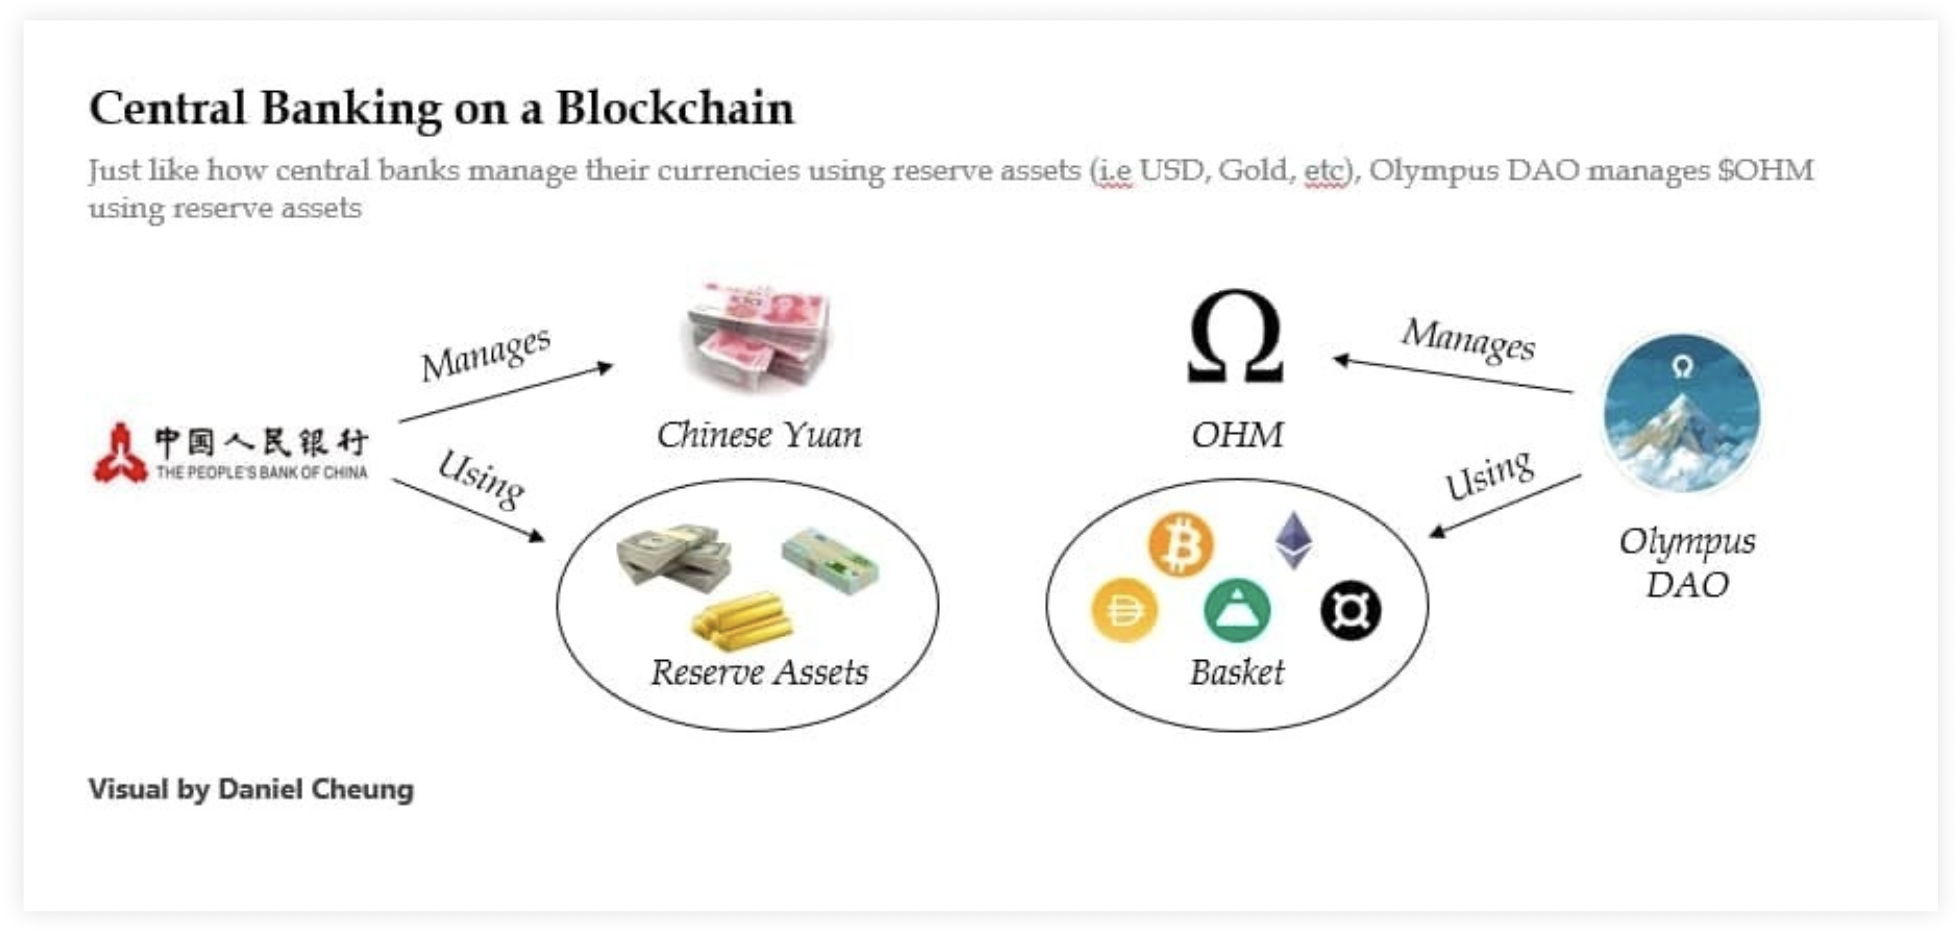 Central Banking on a Blockchain
Just like how central banks manage their currencies using reserve assets (i.e USD, Gold, etc), Olympus DAO manages $OHM
using reserve assets
Manages
Chinese Yuan
中国人民银行
THE PEOPLE'S BANK OF CHINA
Using
Reserve Assets
Ω
OHM
Manages
Ω
Using
Olympus
DAO
Basket
Visual by Daniel Cheung